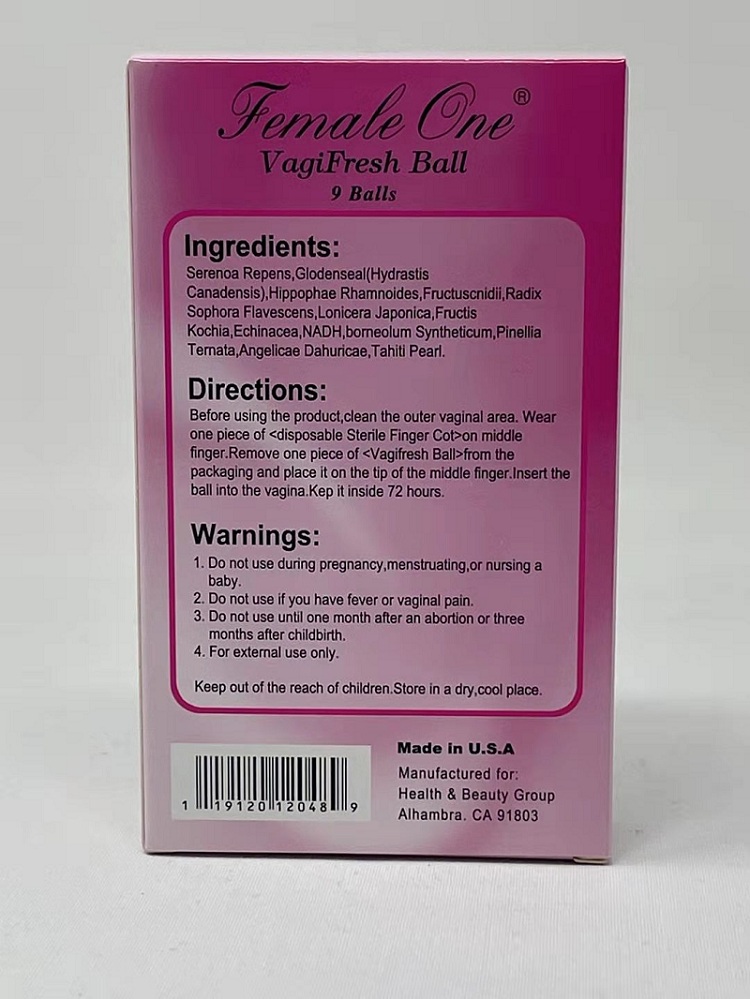 Female One®
VagiFresh Ball
9 Balls
Ingredients:
Serenoa Repens,Glodenseal(Hydrastis
Canadensis),Hippophae Rhamnoides,Fructuscnidii,Radix
Sophora Flavescens,Lonicera Japonica,Fructis
Kochia,Echinacea,NADH,borneolum Syntheticum,Pinellia
Ternata,Angelicae Dahuricae,Tahiti Pearl.
Directions:
Before using the product,clean the outer vaginal area. Wear
one piece of <disposable Sterile Finger Cot>on middle
finger.Remove one piece of <Vagifresh Ball>from the
packaging and place it on the tip of the middle finger.Insert the
ball into the vagina.Kep it inside 72 hours.
Warnings:
1. Do not use during pregnancy,menstruating,or nursing a
baby.
2. Do not use if you have fever or vaginal pain.
3. Do not use until one month after an abortion or three
months after childbirth.
4. For external use only.
Keep out of the reach of children.Store in a dry,cool place.
1 19120 12048 9
Made in U.S.A
Manufactured for:
Health & Beauty Group
Alhambra. CA 91803